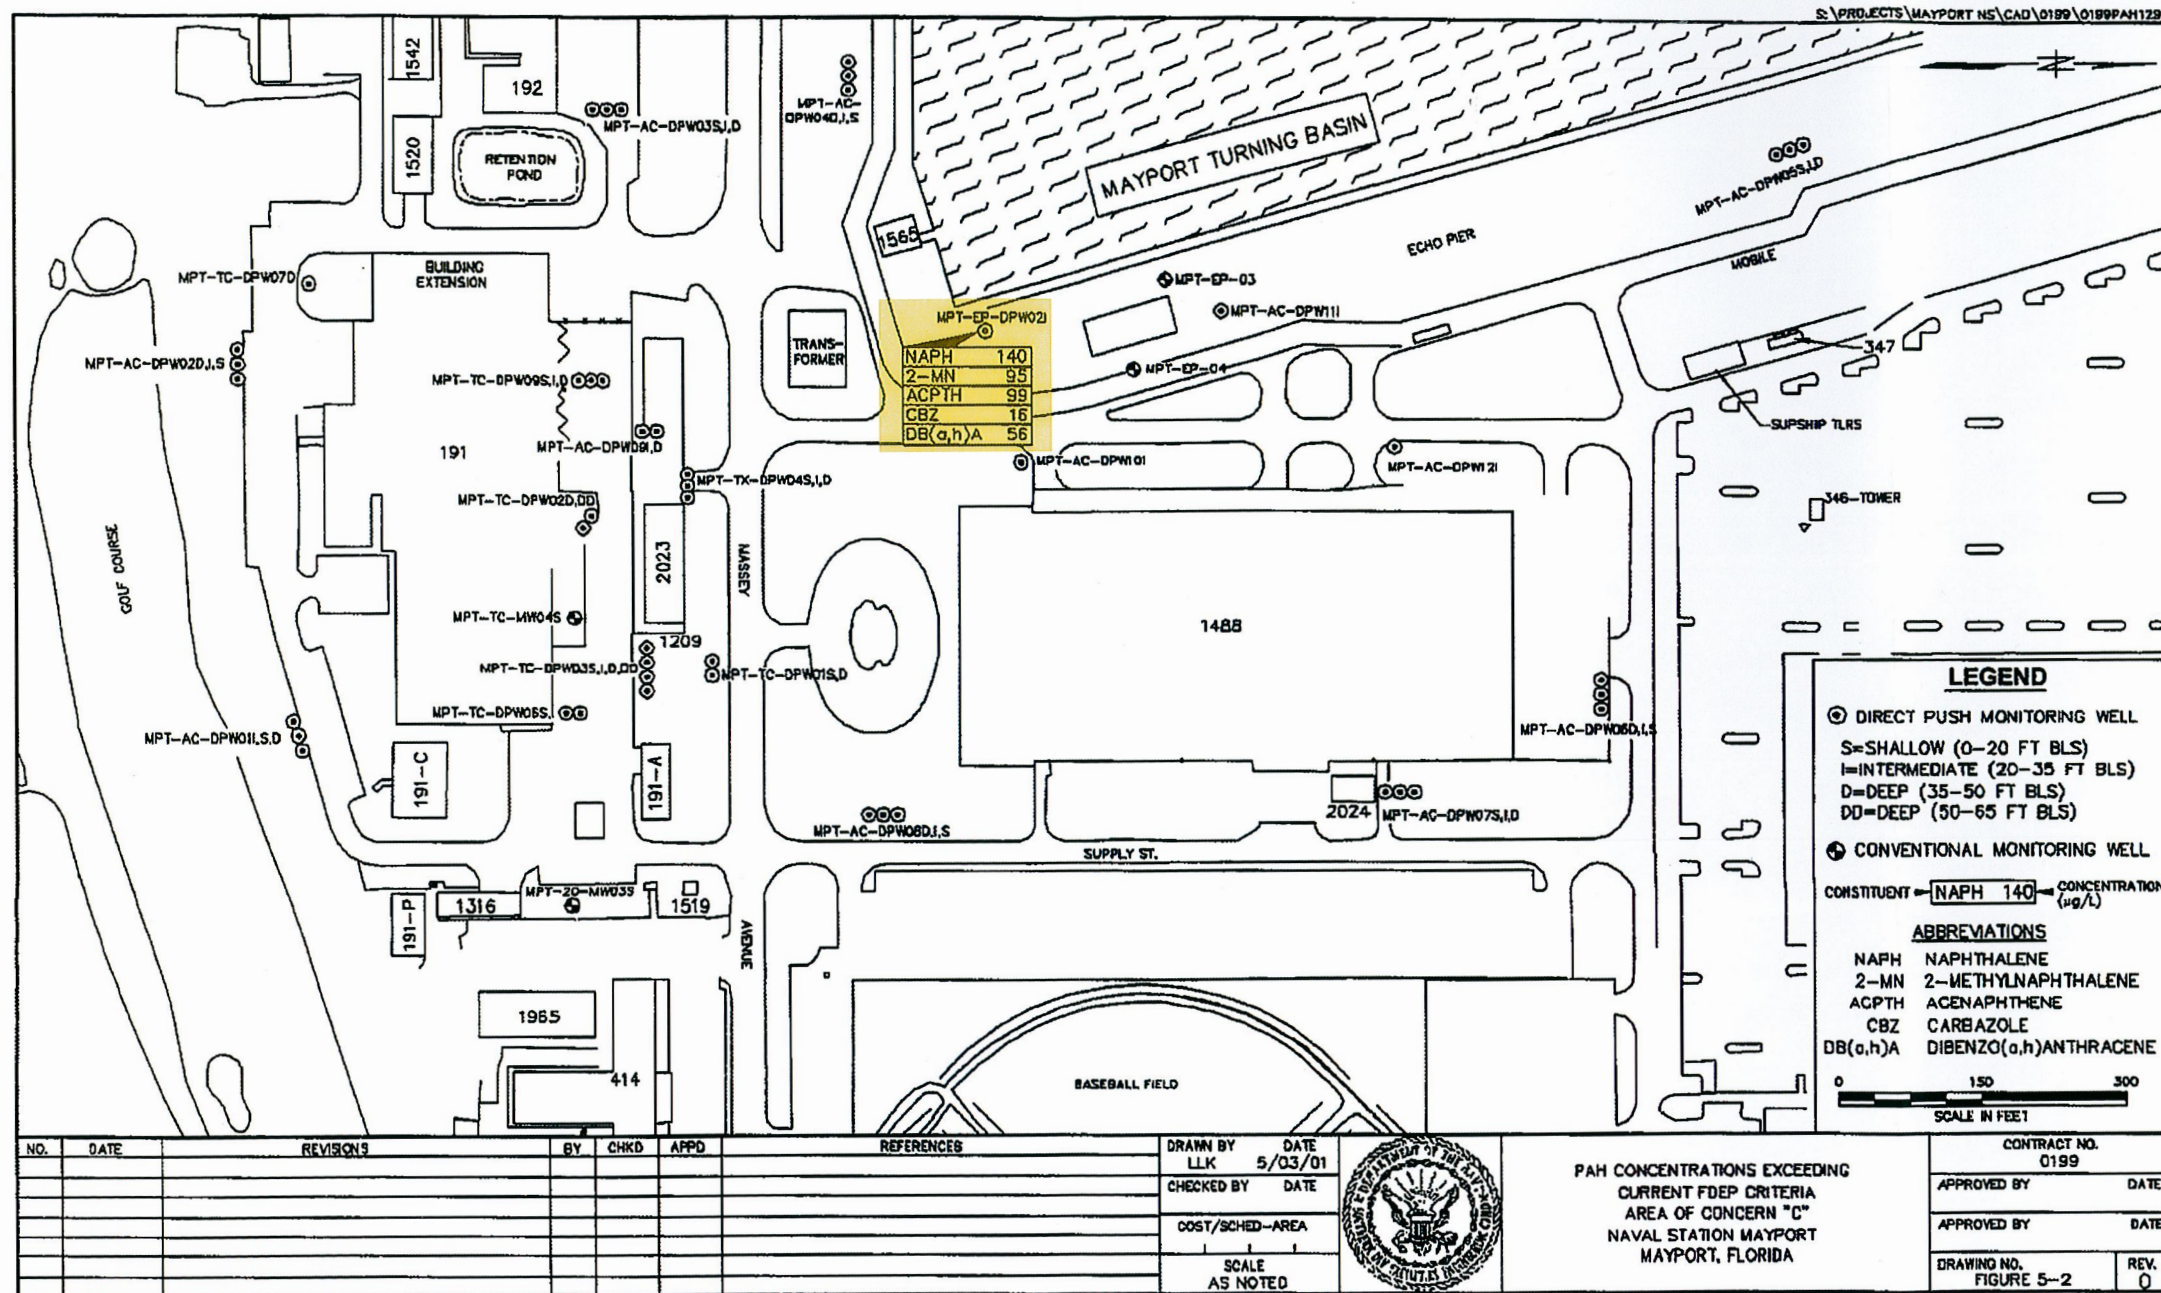 S:\PROJECTS\MAYPORT NS\CAD\0199\0199PAH129
1542
192
MPT-AC-DPW03S,I,D
MPT-AC-
DPW04D,I,S
1520
RETENTION
POND
MAYPORT TURNING BASIN
MPT-AC-DPW05S,I,D
1565
ECHO PIER
MOBILE
MPT-TC-DPW07D
BUILDING
EXTENSION
MPT-EP-03
MPT-AC-DPW11I
MPT-EP-DPW02I
NAPH 140
2-MN 95
ACPTH 99
CBZ 16
DB(a,h)A 56
TRANS-
FORMER
MPT-EP-04
347
SUPSHIP TLRS
MPT-AC-DPW02D,I,S
MPT-TC-DPW09S,I,D
MPT-AC-DPW09I,D
191
MPT-AC-DPW10I
MPT-AC-DPW12I
MPT-TX-DPW04S,I,D
MPT-TC-DPW02D,DD
346-TOWER
GOLF COURSE
2023
MASSEY
MPT-TC-MW04S
1209
1488
MPT-TC-DPW03S,I,D,DD
MPT-TC-DPW01S,D
MPT-AC-DPW01I,S,D
MPT-AC-DPW06D,I,S
191-C
191-A
2024
MPT-AC-DPW07S,I,D
MPT-AC-DPW08D,I,S
SUPPLY ST.
MPT-20-MW03S
191-P
1316
1519
AVENUE
1965
414
BASEBALL FIELD
LEGEND
DIRECT PUSH MONITORING WELL
S=SHALLOW (0-20 FT BLS)
I=INTERMEDIATE (20-35 FT BLS)
D=DEEP (35-50 FT BLS)
DD=DEEP (50-65 FT BLS)
CONVENTIONAL MONITORING WELL
CONSTITUENT NAPH 140 CONCENTRATION
(µg/L)
ABBREVIATIONS
NAPH NAPHTHALENE
2-MN 2-METHYLNAPHTHALENE
ACPTH ACENAPHTHENE
CBZ CARBAZOLE
DB(a,h)A DIBENZO(a,h)ANTHRACENE
0 150 300
SCALE IN FEET
NO. DATE REVISIONS BY CHKD APPD REFERENCES
DRAWN BY DATE
LLK 5/03/01
CHECKED BY DATE
COST/SCHED-AREA
SCALE
AS NOTED
PAH CONCENTRATIONS EXCEEDING
CURRENT FDEP CRITERIA
AREA OF CONCERN "C"
NAVAL STATION MAYPORT
MAYPORT, FLORIDA
CONTRACT NO.
0199
APPROVED BY DATE
APPROVED BY DATE
DRAWING NO.
FIGURE 5-2
REV.
0